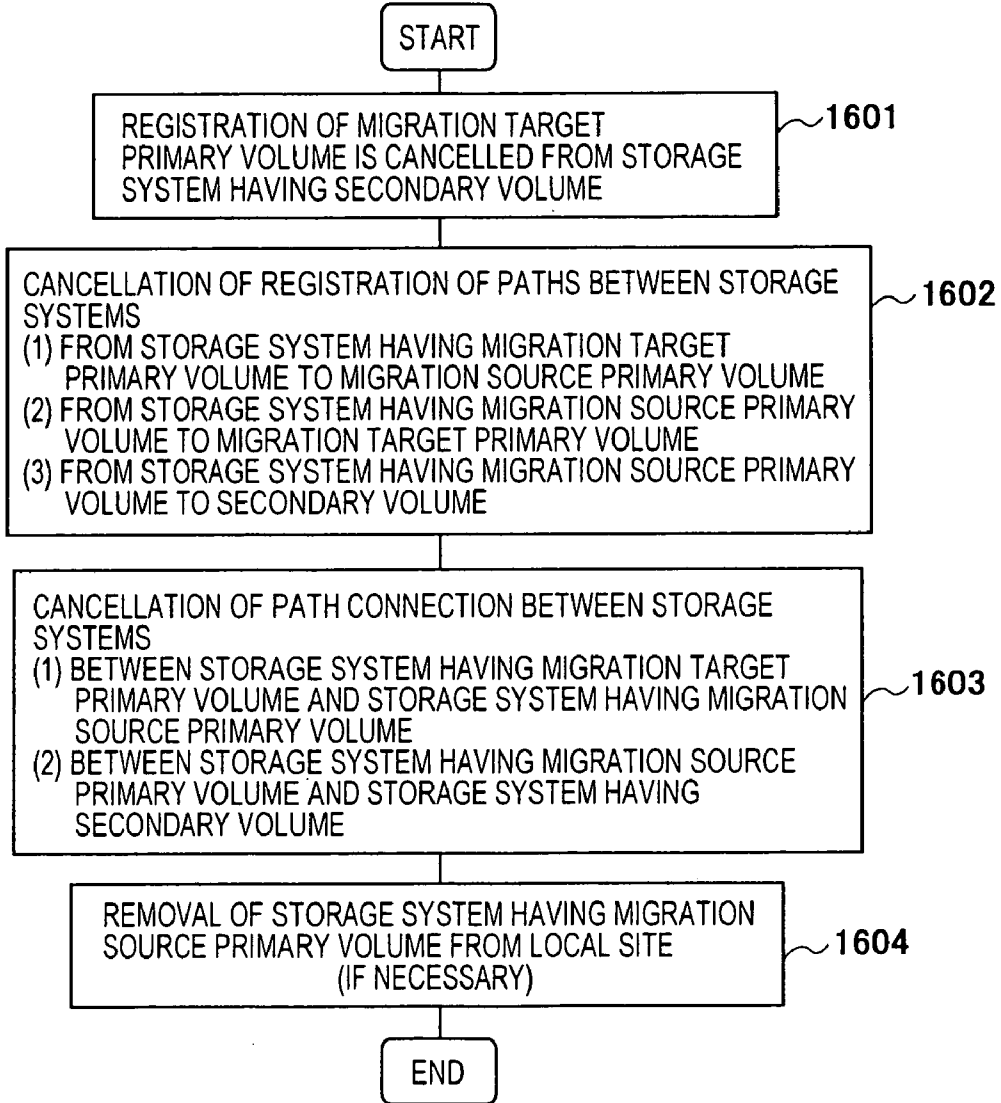 START
REGISTRATION OF MIGRATION TARGET
PRIMARY VOLUME IS CANCELLED FROM STORAGE
SYSTEM HAVING SECONDARY VOLUME
1601
CANCELLATION OF REGISTRATION OF PATHS BETWEEN STORAGE
SYSTEMS
(1) FROM STORAGE SYSTEM HAVING MIGRATION TARGET
PRIMARY VOLUME TO MIGRATION SOURCE PRIMARY VOLUME
(2) FROM STORAGE SYSTEM HAVING MIGRATION SOURCE PRIMARY
VOLUME TO MIGRATION TARGET PRIMARY VOLUME
(3) FROM STORAGE SYSTEM HAVING MIGRATION SOURCE PRIMARY
VOLUME TO SECONDARY VOLUME
1602
CANCELLATION OF PATH CONNECTION BETWEEN STORAGE
SYSTEMS
(1) BETWEEN STORAGE SYSTEM HAVING MIGRATION TARGET
PRIMARY VOLUME AND STORAGE SYSTEM HAVING MIGRATION
SOURCE PRIMARY VOLUME
(2) BETWEEN STORAGE SYSTEM HAVING MIGRATION SOURCE
PRIMARY VOLUME AND STORAGE SYSTEM HAVING
SECONDARY VOLUME
1603
REMOVAL OF STORAGE SYSTEM HAVING MIGRATION
SOURCE PRIMARY VOLUME FROM LOCAL SITE
(IF NECESSARY)
1604
END